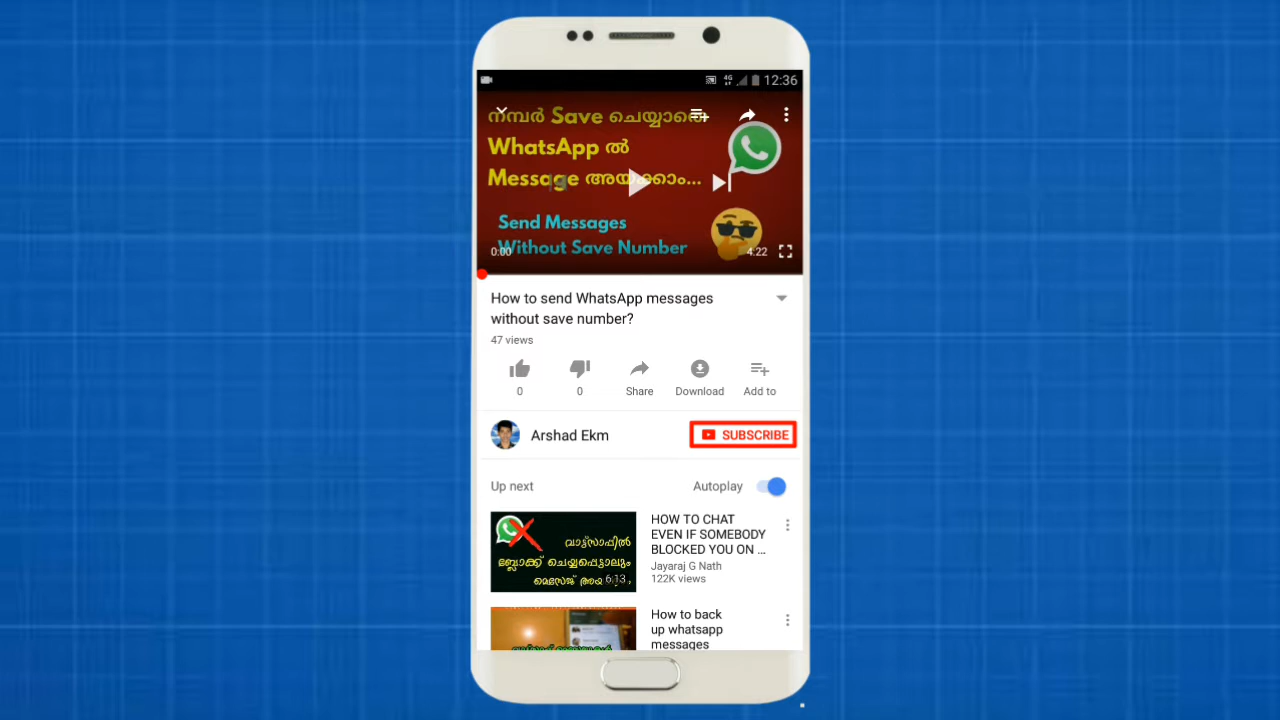 4G 12:36
നമ്പർ Save ചെയ്യാതെ
WhatsApp ൽ
Message അയക്കാം...
Send Messages
Without Save Number
0:00 4:22
How to send WhatsApp messages
without save number?
47 views
0 0 Share Download Add to
Arshad Ekm SUBSCRIBE
Up next Autoplay
വാട്ട്സാപ്പിൽ
ബ്ലോക്ക് ചെയ്യപ്പെട്ടാലും
മെസേജ്
6:13
HOW TO CHAT
EVEN IF SOMEBODY
BLOCKED YOU ON ...
Jayaraj G Nath
122K views
How to back
up whatsapp
messages